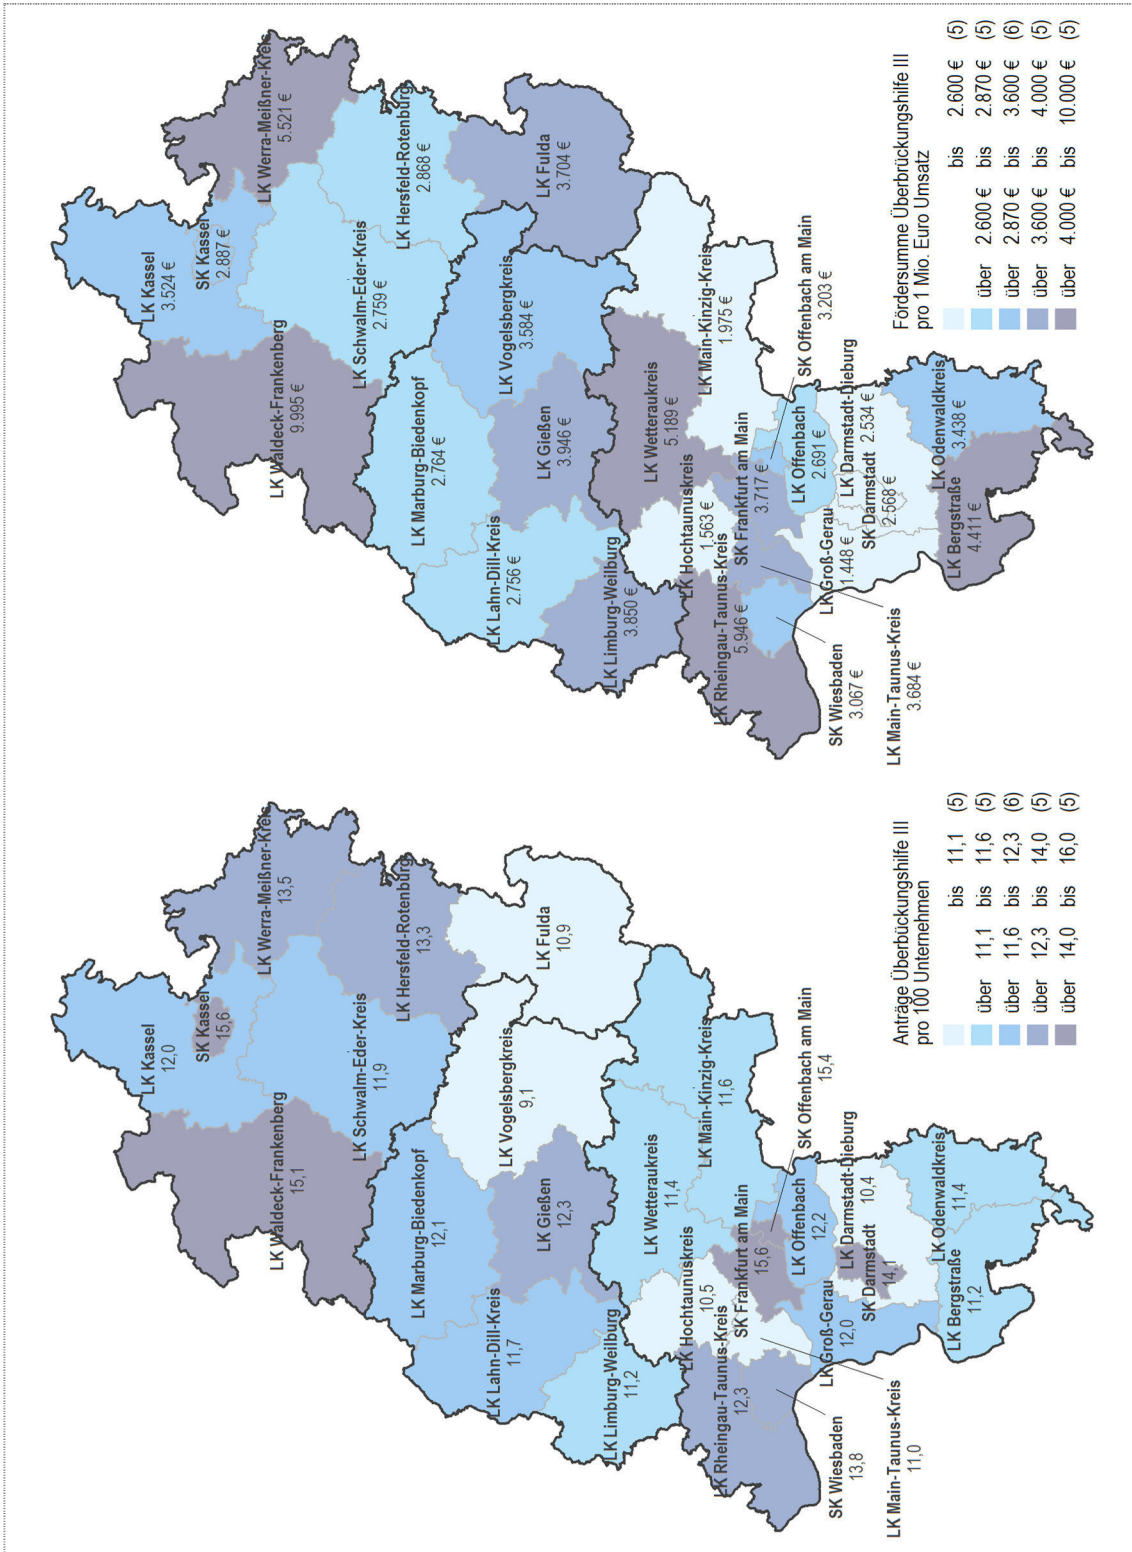 LK Kassel
12,0
SK Kassel
15,6
LK Werra-Meißner-Kreis
13,5
LK Waldeck-Frankenberg
15,1
LK Schwalm-Eder-Kreis
11,9
LK Hersfeld-Rotenburg
13,3
LK Marburg-Biedenkopf
12,1
LK Lahn-Dill-Kreis
11,7
LK Vogelsbergkreis
9,1
LK Fulda
10,9
LK Gießen
12,3
LK Limburg-Weilburg
11,2
LK Wetteraukreis
11,4
LK Main-Kinzig-Kreis
11,6
LK Hochtaunuskreis
10,5
LK Rheingau-Taunus-Kreis
12,3
SK Frankfurt am Main
15,6
SK Offenbach am Main
15,4
LK Offenbach
12,2
LK Groß-Gerau
12,0
LK Darmstadt-Dieburg
10,4
SK Darmstadt
14,1
SK Wiesbaden
13,8
LK Main-Taunus-Kreis
11,0
LK Bergstraße
11,2
LK Odenwaldkreis
11,4
Anträge Überbückungshilfe III
pro 100 Unternehmen
bis 11,1 (5)
über 11,1 bis 11,6 (5)
über 11,6 bis 12,3 (6)
über 12,3 bis 14,0 (5)
über 14,0 bis 16,0 (5)
LK Kassel
3.524 €
SK Kassel
2.887 €
LK Werra-Meißner-Kreis
5.521 €
LK Waldeck-Frankenberg
9.995 €
LK Schwalm-Eder-Kreis
2.759 €
LK Hersfeld-Rotenburg
2.868 €
LK Marburg-Biedenkopf
2.764 €
LK Lahn-Dill-Kreis
2.756 €
LK Vogelsbergkreis
3.584 €
LK Fulda
3.704 €
LK Gießen
3.946 €
LK Limburg-Weilburg
3.850 €
LK Wetteraukreis
5.189 €
LK Main-Kinzig-Kreis
1.975 €
LK Hochtaunuskreis
1.563 €
LK Rheingau-Taunus-Kreis
5.946 €
SK Frankfurt am Main
3.717 €
SK Offenbach am Main
3.203 €
LK Offenbach
2.691 €
LK Groß-Gerau
1.448 €
LK Darmstadt-Dieburg
2.534 €
SK Darmstadt
2.568 €
SK Wiesbaden
3.067 €
LK Main-Taunus-Kreis
3.684 €
LK Bergstraße
4.411 €
LK Odenwaldkreis
3.438 €
Fördersumme Überbrückungshilfe III
pro 1 Mio. Euro Umsatz
bis 2.600 € (5)
über 2.600 € bis 2.870 € (5)
über 2.870 € bis 3.600 € (6)
über 3.600 € bis 4.000 € (5)
über 4.000 € bis 10.000 € (5)